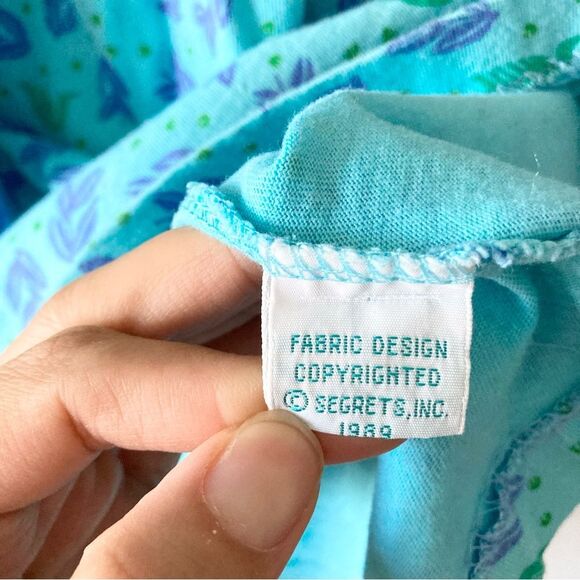 FABRIC DESIGN
COPYRIGHTED
© SEGRETS, INC.
1989